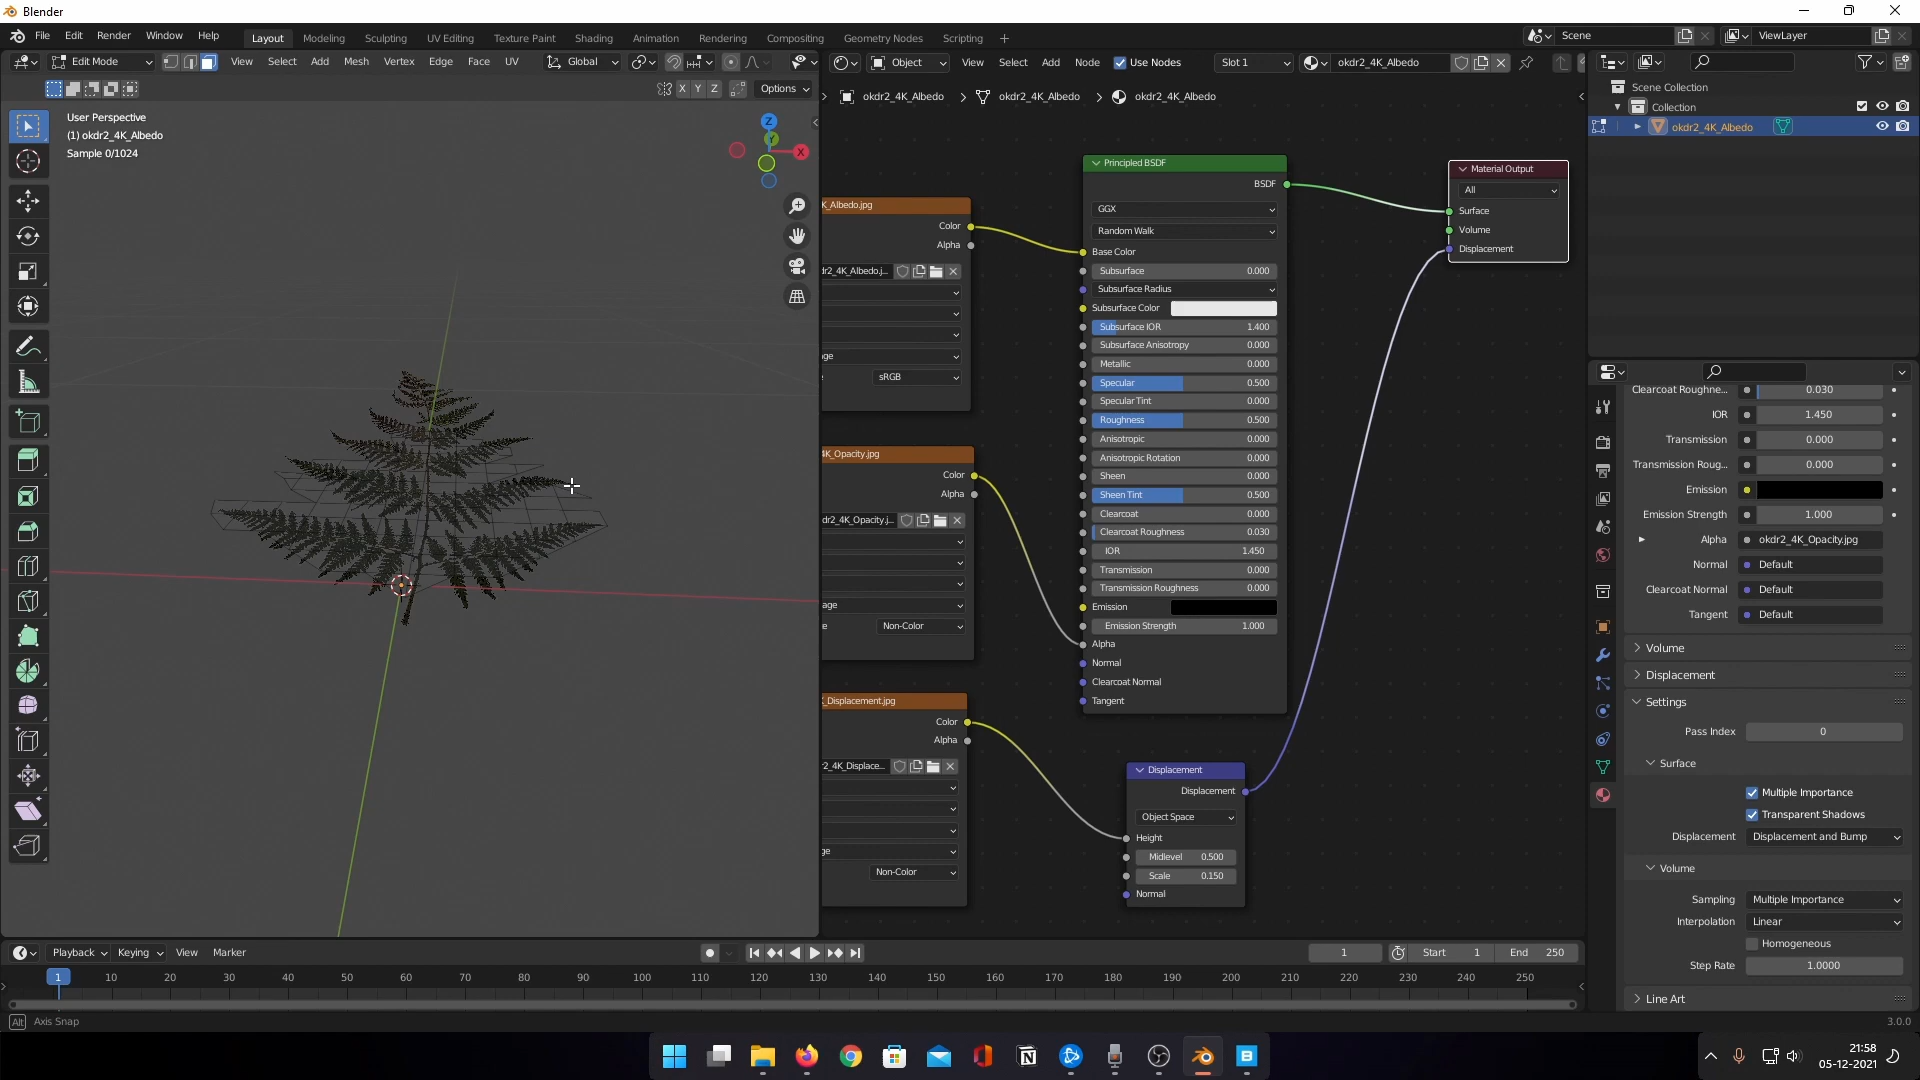 Blender
File Edit Render Window Help
Layout Modeling Sculpting UV Editing Texture Paint Shading Animation Rendering Compositing Geometry Nodes Scripting +
Scene
ViewLayer
Edit Mode
View Select Add Mesh Vertex Edge Face UV
Global
X Y Z
Options
User Perspective
(1) okdr2_4K_Albedo
Sample 0/1024
Z
Y
X
Object
View Select Add Node
Use Nodes
Slot 1
okdr2_4K_Albedo
okdr2_4K_Albedo > okdr2_4K_Albedo > okdr2_4K_Albedo
K_Albedo.jpg
Color
Alpha
dr2_4K_Albedo.j...
ge
sRGB
4K_Opacity.jpg
Color
Alpha
dr2_4K_Opacity.j...
age
e
Non-Color
K_Displacement.jpg
Color
Alpha
r2_4K_Displace...
ge
Non-Color
Principled BSDF
BSDF
GGX
Random Walk
Base Color
Subsurface 0.000
Subsurface Radius
Subsurface Color
Subsurface IOR 1.400
Subsurface Anisotropy 0.000
Metallic 0.000
Specular 0.500
Specular Tint 0.000
Roughness 0.500
Anisotropic 0.000
Anisotropic Rotation 0.000
Sheen 0.000
Sheen Tint 0.500
Clearcoat 0.000
Clearcoat Roughness 0.030
IOR 1.450
Transmission 0.000
Transmission Roughness 0.000
Emission
Emission Strength 1.000
Alpha
Normal
Clearcoat Normal
Tangent
Displacement
Displacement
Object Space
Height
Midlevel 0.500
Scale 0.150
Normal
Material Output
All
Surface
Volume
Displacement
Scene Collection
Collection
okdr2_4K_Albedo
Clearcoat Roughne... 0.030
IOR 1.450
Transmission 0.000
Transmission Roug... 0.000
Emission
Emission Strength 1.000
Alpha okdr2_4K_Opacity.jpg
Normal Default
Clearcoat Normal Default
Tangent Default
Volume
Displacement
Settings
Pass Index 0
Surface
Multiple Importance
Transparent Shadows
Displacement Displacement and Bump
Volume
Sampling Multiple Importance
Interpolation Linear
Homogeneous
Step Rate 1.0000
Line Art
Playback Keying View Marker
1
Start 1 End 250
1 10 20 30 40 50 60 70 80 90 100 110 120 130 140 150 160 170 180 190 200 210 220 230 240 250
Alt Axis Snap
3.0.0
21:58
05-12-2021